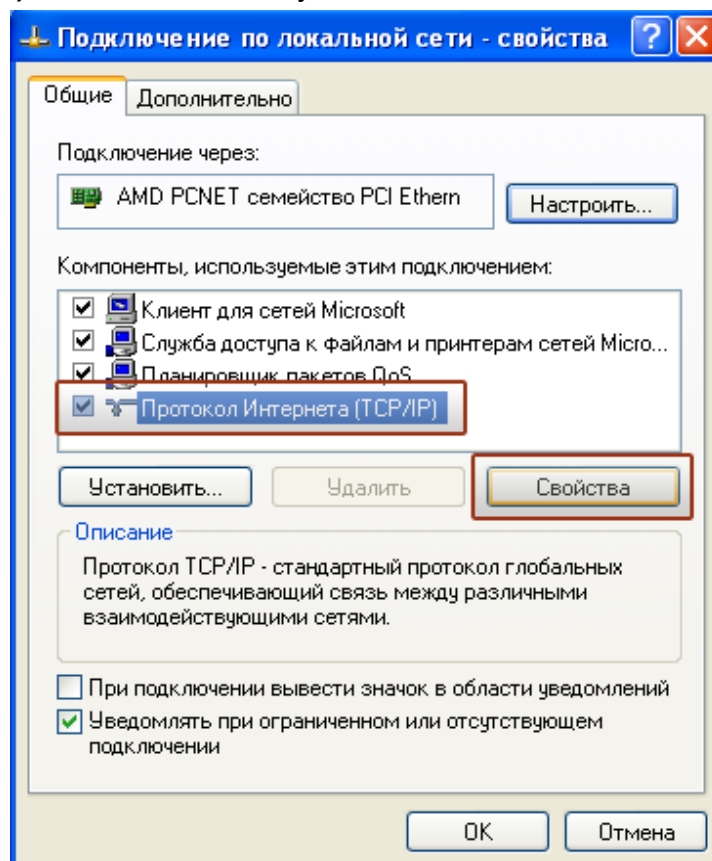 Подключение по локальной сети - свойства
Общие
Дополнительно
Подключение через:
AMD PCNET семейство PCI Ethern
Настроить...
Компоненты, используемые этим подключением:
Клиент для сетей Microsoft
Служба доступа к файлам и принтерам сетей Micro...
Планировщик пакетов QoS
Протокол Интернета (TCP/IP)
Установить...
Удалить
Свойства
Описание
Протокол TCP/IP - стандартный протокол глобальных
сетей, обеспечивающий связь между различными
взаимодействующими сетями.
При подключении вывести значок в области уведомлений
Уведомлять при ограниченном или отсутствующем
подключении
OK
Отмена